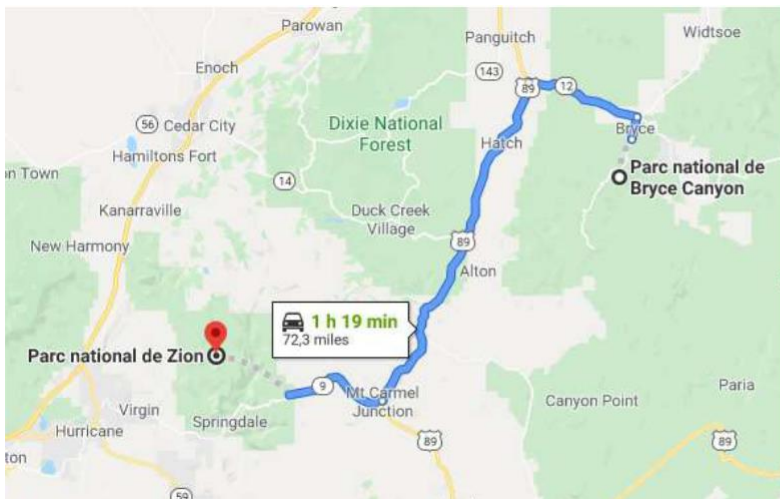 Parowan
Panguitch
Widtsoe
Enoch
143
89
12
56
Cedar City
Dixie National
Forest
Hatch
Bryce
Hamiltons Fort
n Town
14
Parc national de
Bryce Canyon
Kanarraville
Duck Creek
Village
New Harmony
89
Alton
1 h 19 min
72,3 miles
Parc national de Zion
9
Mt Carmel
Junction
Paria
Canyon Point
Virgin
Springdale
Hurricane
89
89
ton
59